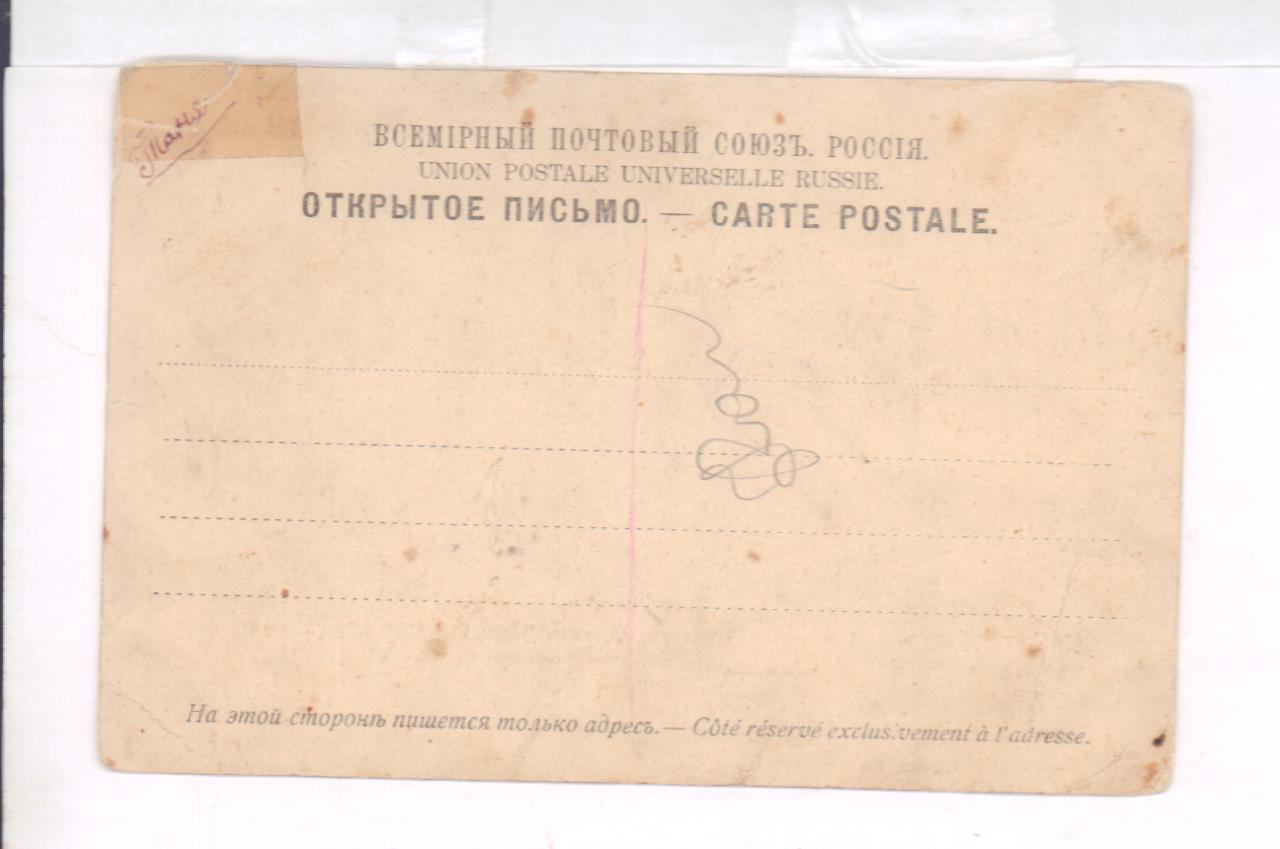 Таня
ВСЕМІРНЫЙ ПОЧТОВЫЙ СОЮЗЪ. РОССІЯ.
UNION POSTALE UNIVERSELLE RUSSIE.
ОТКРЫТОЕ ПИСЬМО. — CARTE POSTALE.
На этой сторонѣ пишется только адресъ. — Côté réservé exclusivement à l'adresse.